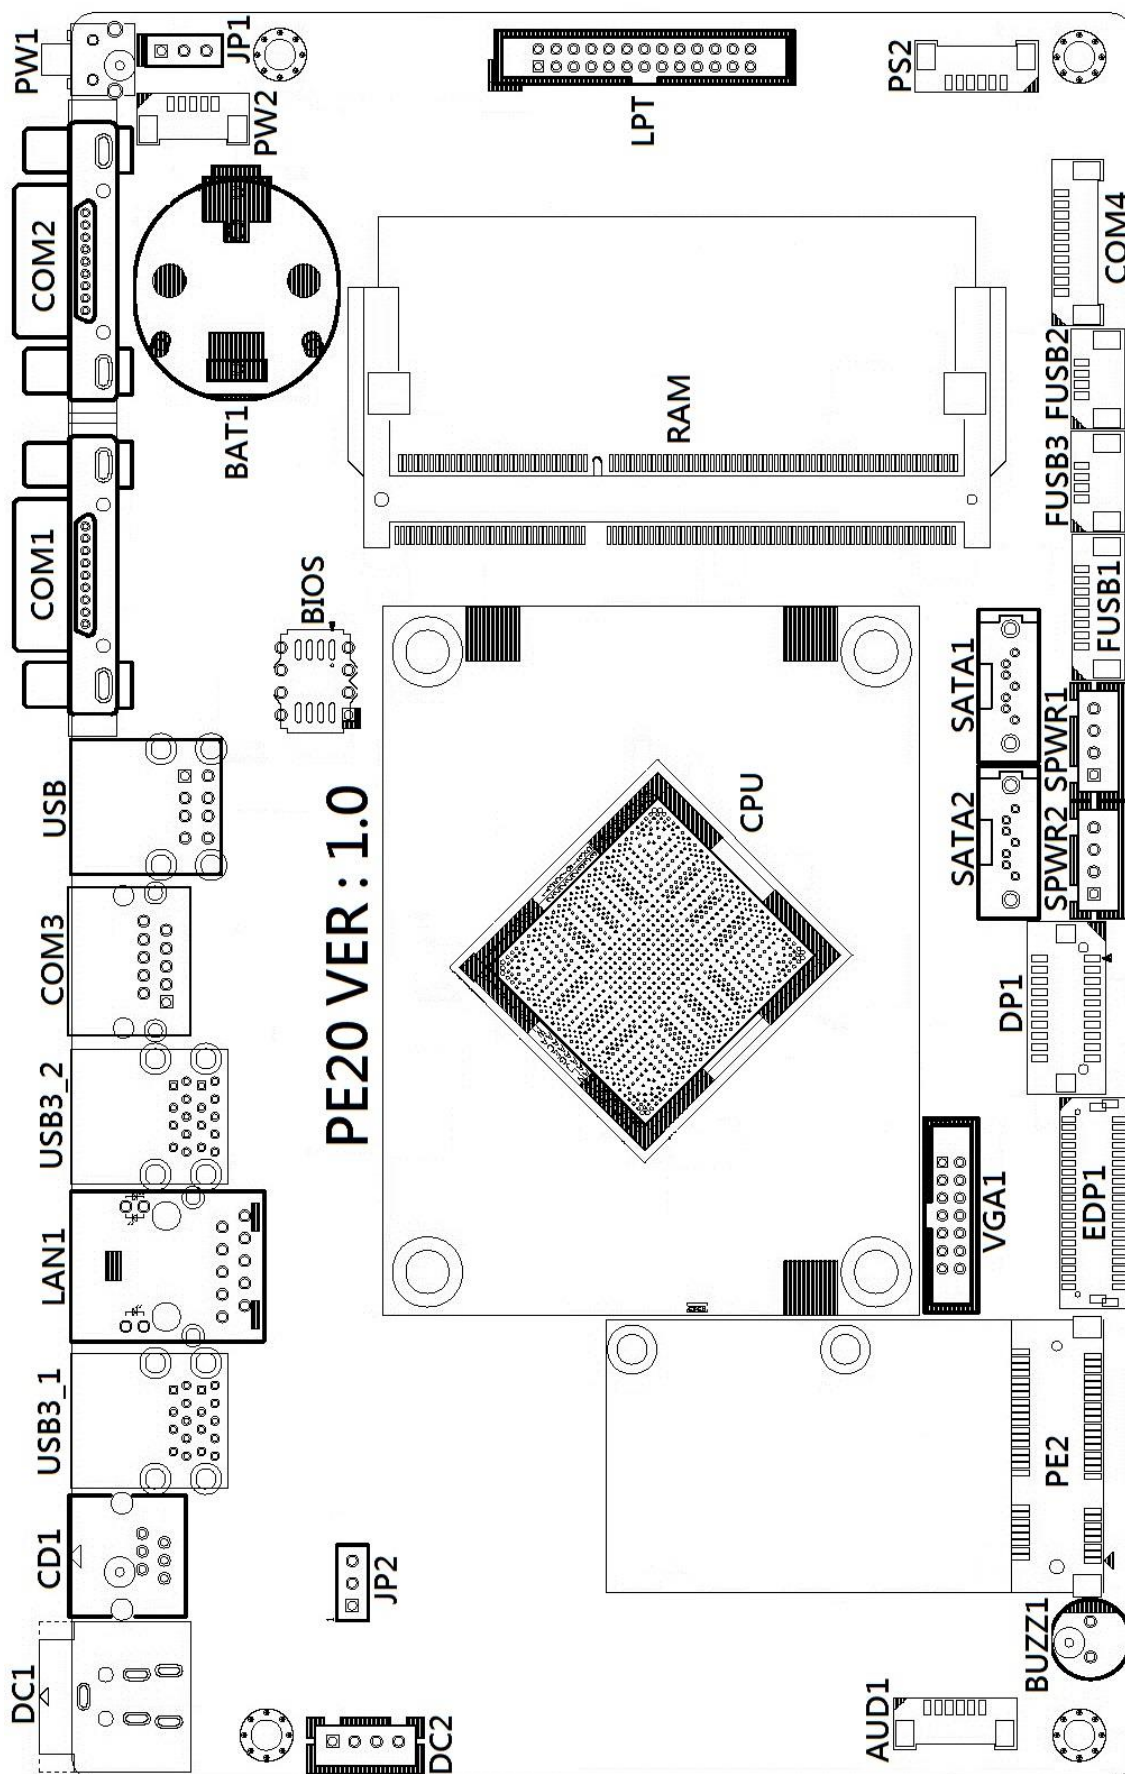 PW1
JP1
PW2
LPT
PS2
COM2
COM4
BAT1
RAM
FUSB2
FUSB3
COM1
BIOS
FUSB1
SATA1
SPWR1
USB
CPU
SATA2
SPWR2
PE20 VER : 1.0
COM3
DP1
USB3_2
VGA1
EDP1
LAN1
USB3_1
PE2
CD1
JP2
1
BUZZ1
DC1
DC2
AUD1